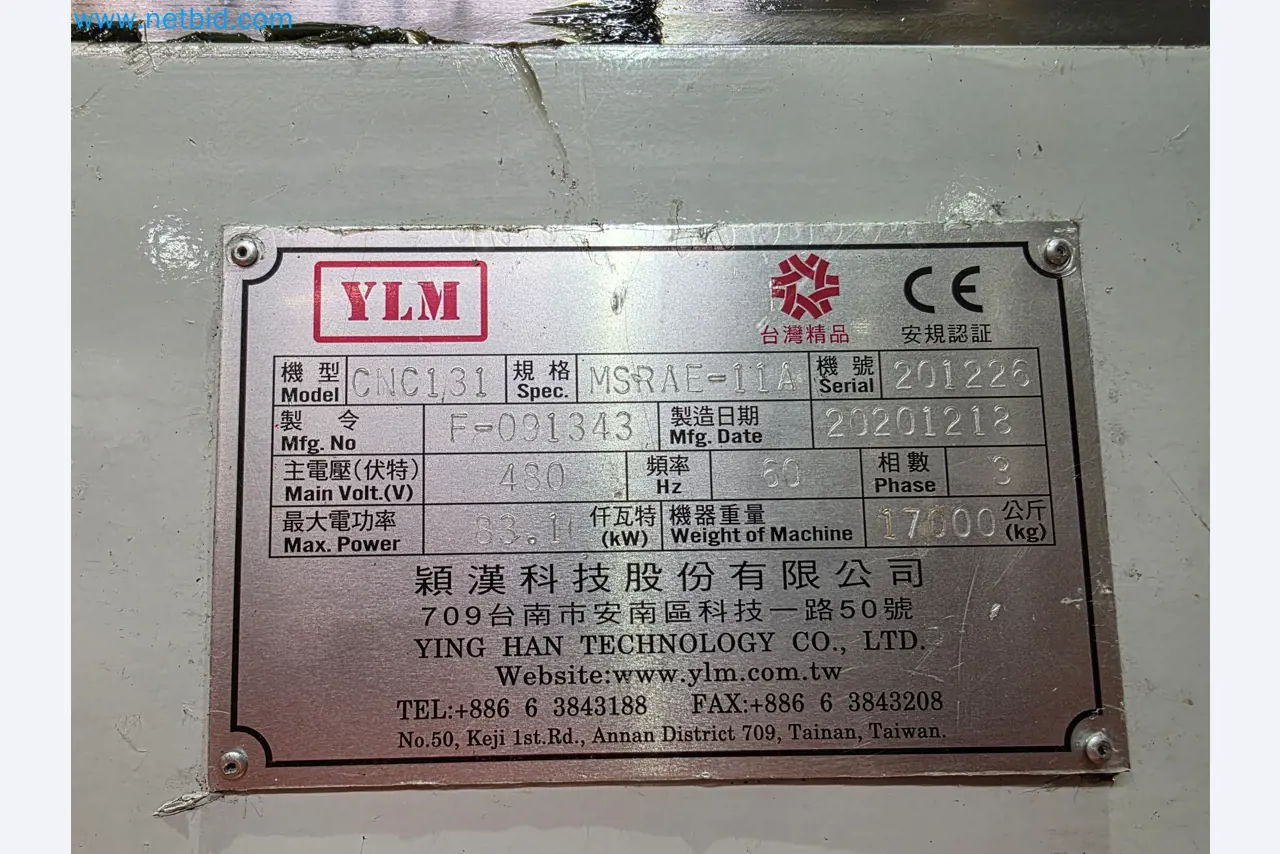 www.netbid.com
YLM
台灣精品
CE
安規認証
機型 Model CNC131 規格 Spec. MSRAE-11A 機號 Serial 201226
製令 Mfg. No F-091343 製造日期 Mfg. Date 20201218
主電壓(伏特) Main Volt.(V) 480 頻率 Hz 60 相數 Phase 3
最大電功率 Max. Power 83.1 仟瓦特 (kW) 機器重量 Weight of Machine 17000 公斤 (kg)
穎漢科技股份有限公司
709台南市安南區科技一路50號
YING HAN TECHNOLOGY CO., LTD.
Website:www.ylm.com.tw
TEL:+886 6 3843188 FAX:+886 6 3843208
No.50, Keji 1st.Rd., Annan District 709, Tainan, Taiwan.